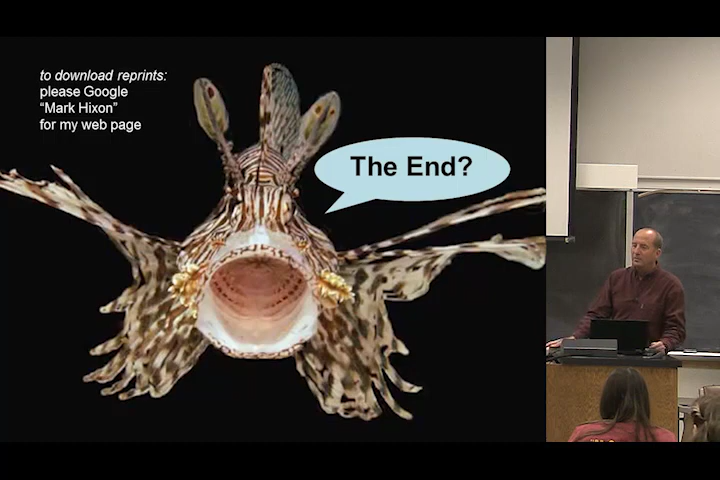 to download reprints:
please Google
“Mark Hixon”
for my web page
The End?